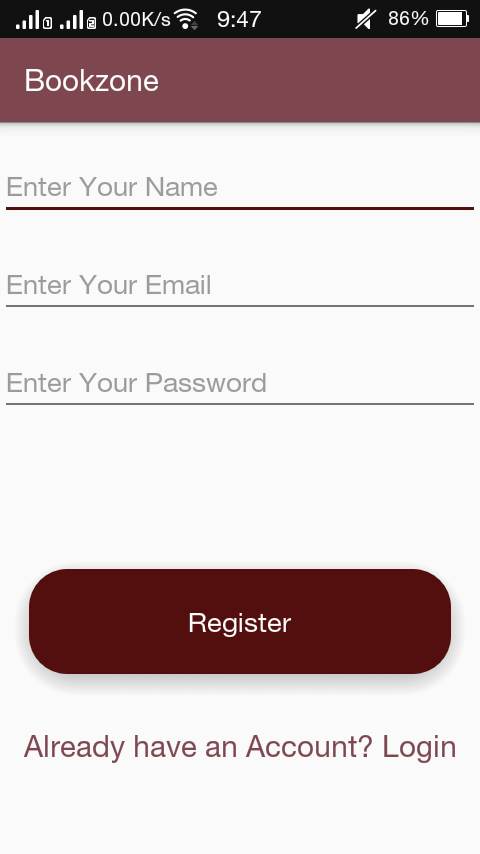 0.00K/s 9:47 86%
Bookzone
Enter Your Name
Enter Your Email
Enter Your Password
Register
Already have an Account? Login